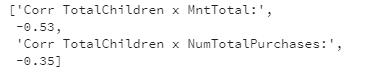 ['Corr TotalChildren x MntTotal:',
-0.53,
'Corr TotalChildren x NumTotalPurchases:',
-0.35]